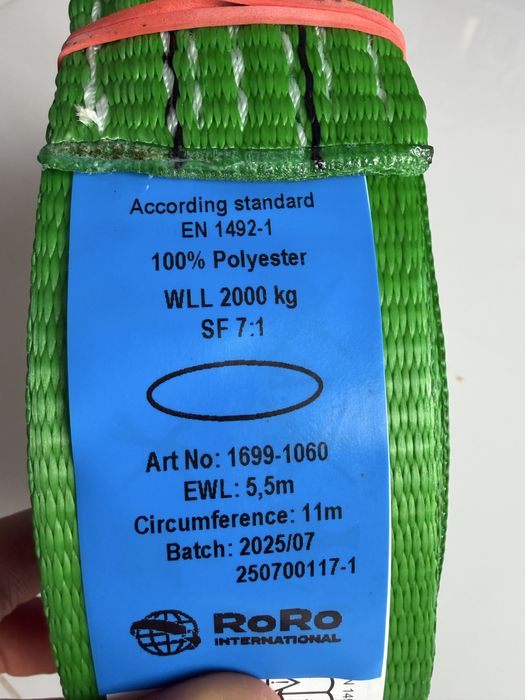 According standard
EN 1492-1
100% Polyester
WLL 2000 kg
SF 7:1
Art No: 1699-1060
EWL: 5,5m
Circumference: 11m
Batch: 2025/07
250700117-1
RoRo
INTERNATIONAL